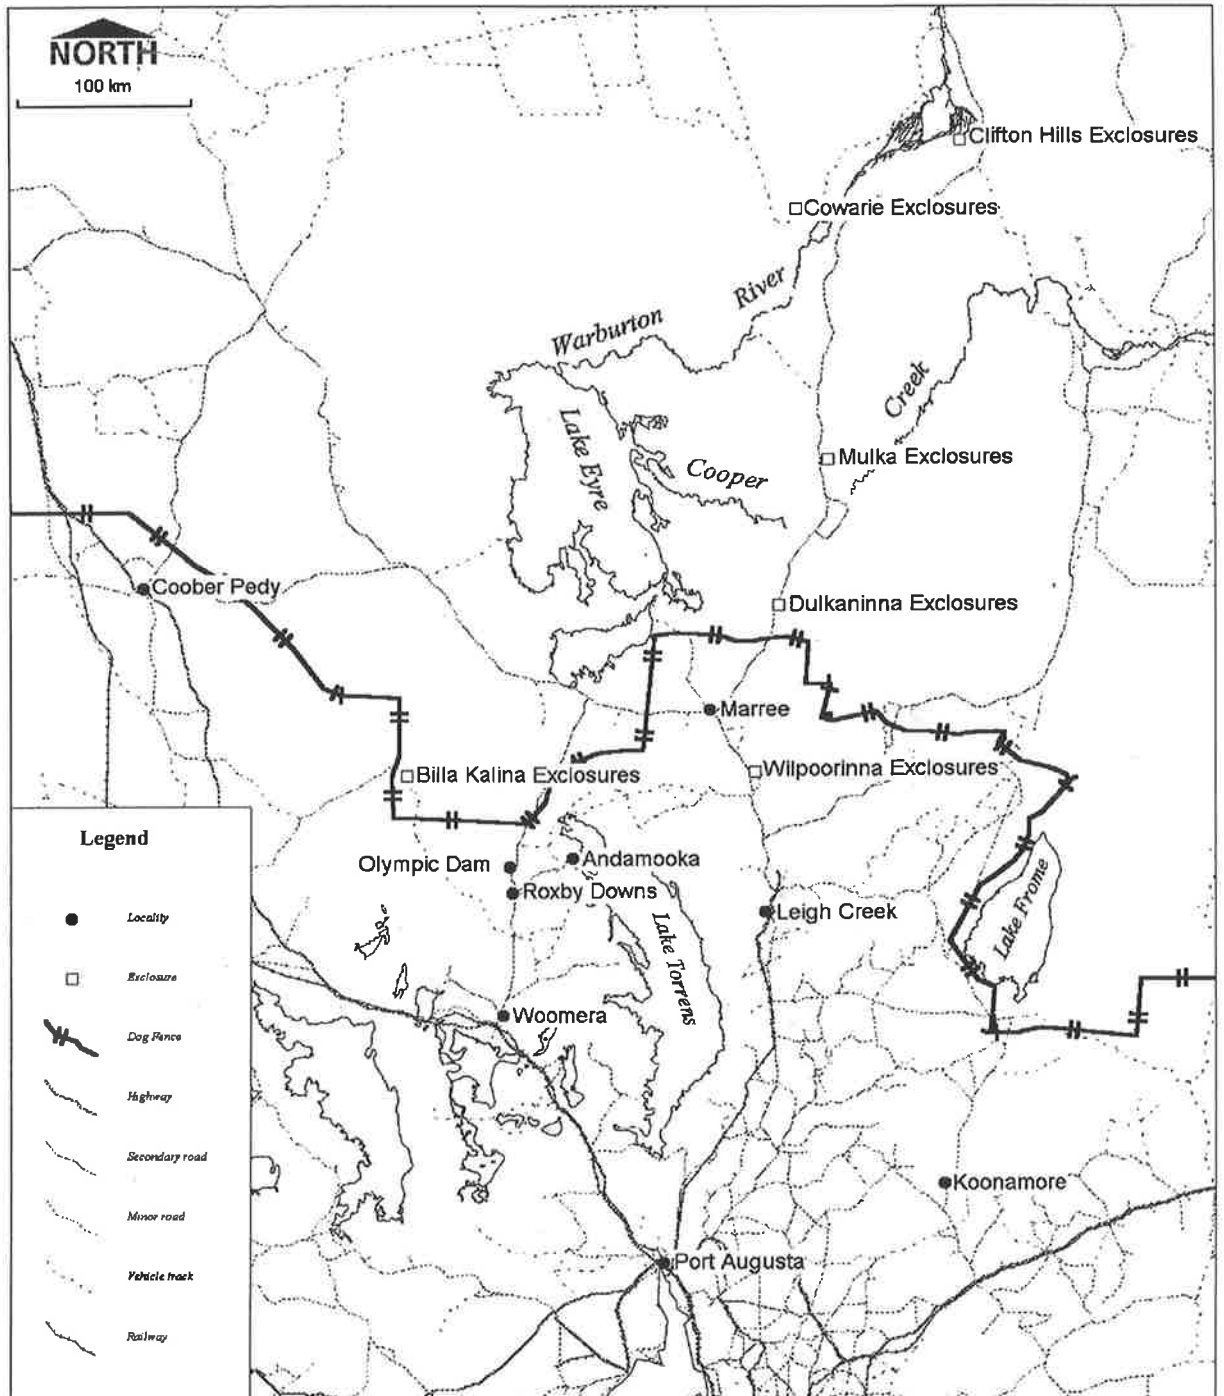 NORTH
100 km
Clifton Hills Exclosures
Cowarie Exclosures
River
Warburton
Creek
Lake Eyre
Mulka Exclosures
Cooper
Coober Pedy
Dulkaninna Exclosures
Marree
Billa Kalina Exclosures
Wilpoorinna Exclosures
Legend
Olympic Dam
Andamooka
Roxby Downs
Lake Frome
Locality
Leigh Creek
Lake Torrens
Exclosure
Woomera
Dog Fence
Highway
Secondary road
Koonamore
Minor road
Port Augusta
Vehicle track
Railway